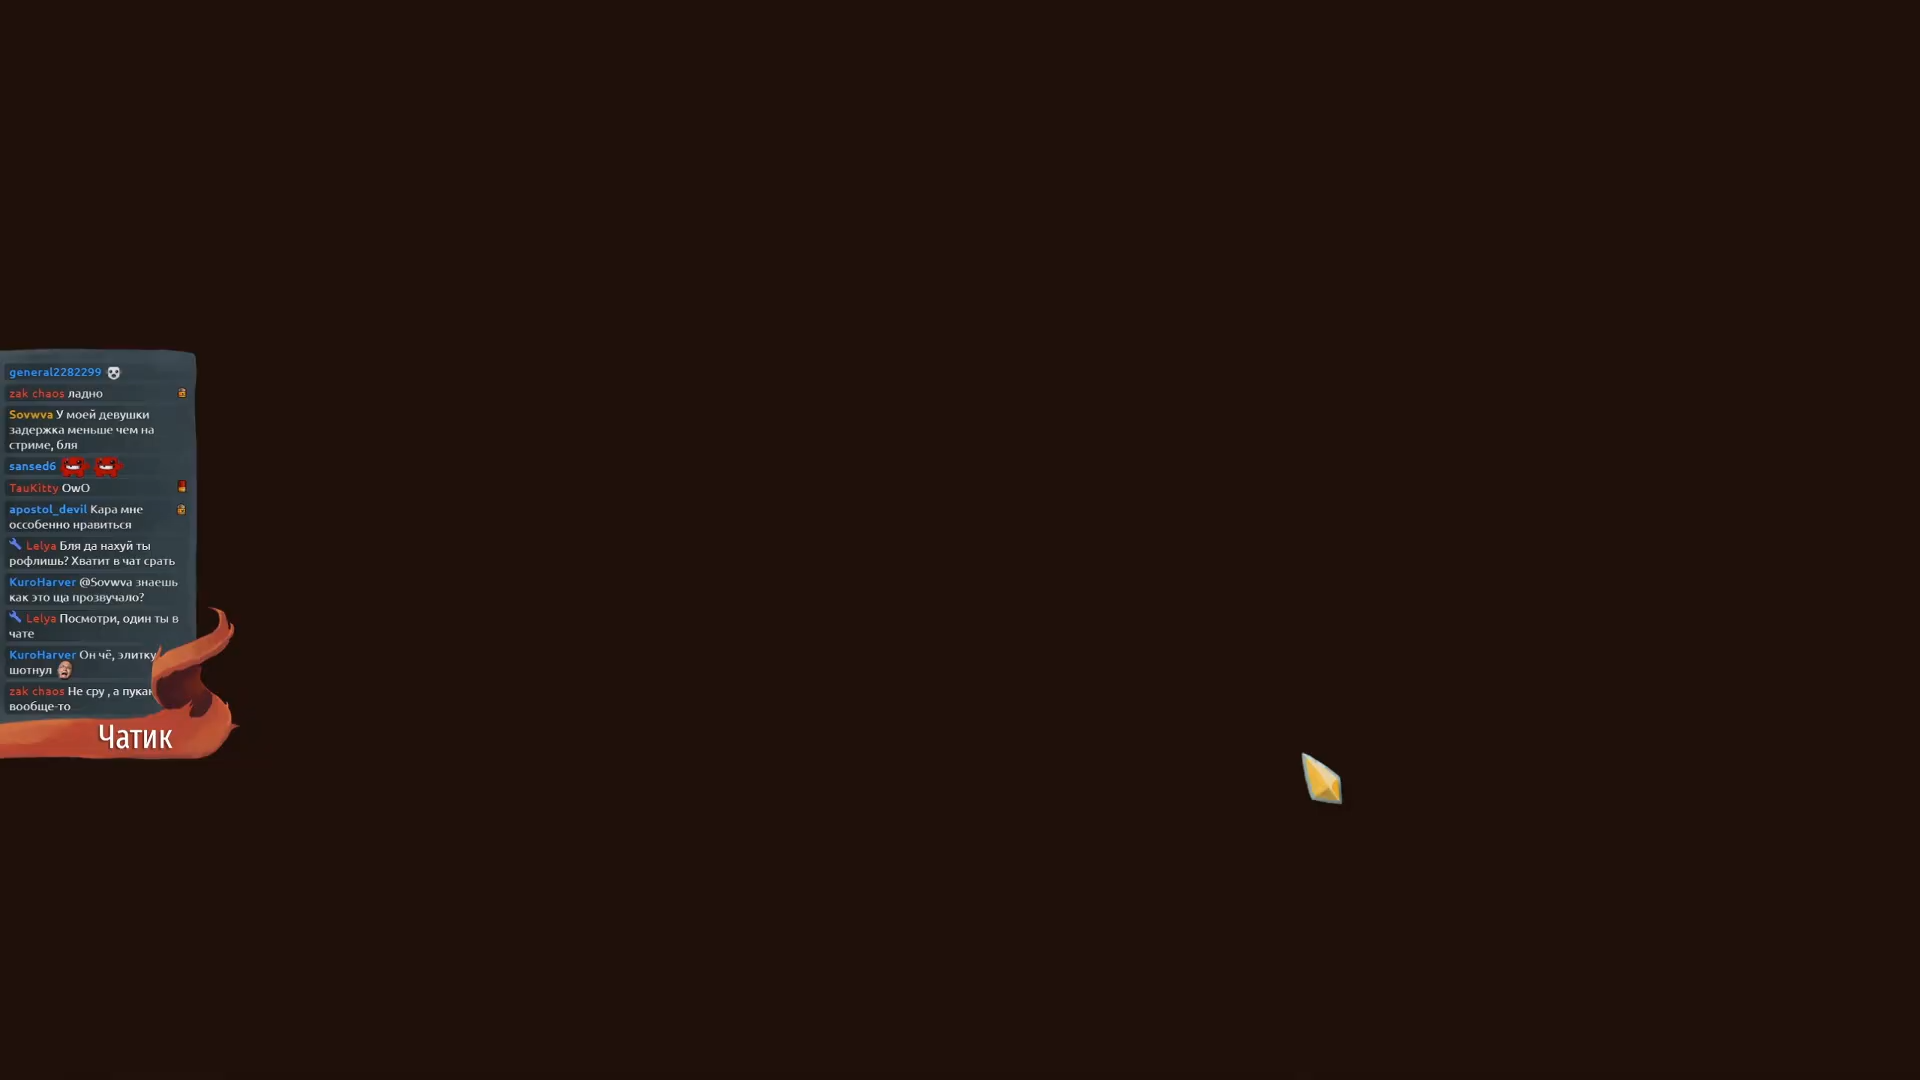 general2282299
zak chaos ладно
Sovwva У моей девушки
задержка меньше чем на
стриме, бля
sansed6
TauKitty OwO
apostol_devil Кара мне
оссобенно нравиться
Lelya Бля да нахуй ты
рофлишь? Хватит в чат срать
KuroHarver @Sovwva знаешь
как это ща прозвучало?
Lelya Посмотри, один ты в
чате
KuroHarver Он чё, элитку
шотнул
zak chaos Не сру , а пукаю
вообще-то
Чатик